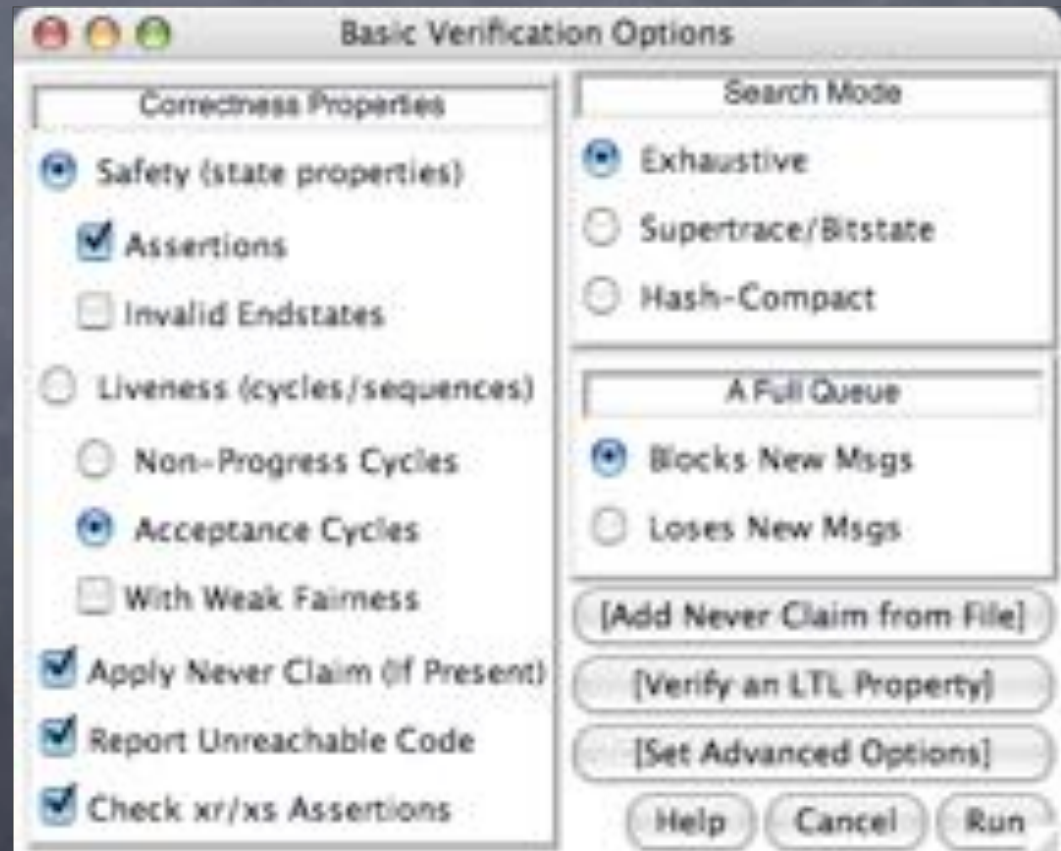 Basic Verification Options
Correctness Properties
Safety (state properties)
Assertions
Invalid Endstates
Liveness (cycles/sequences)
Non-Progress Cycles
Acceptance Cycles
With Weak Fairness
Apply Never Claim (If Present)
Report Unreachable Code
Check xr/xs Assertions
Search Mode
Exhaustive
Supertrace/Bitstate
Hash-Compact
A Full Queue
Blocks New Msgs
Loses New Msgs
[Add Never Claim from File]
[Verify an LTL Property]
[Set Advanced Options]
Help Cancel Run